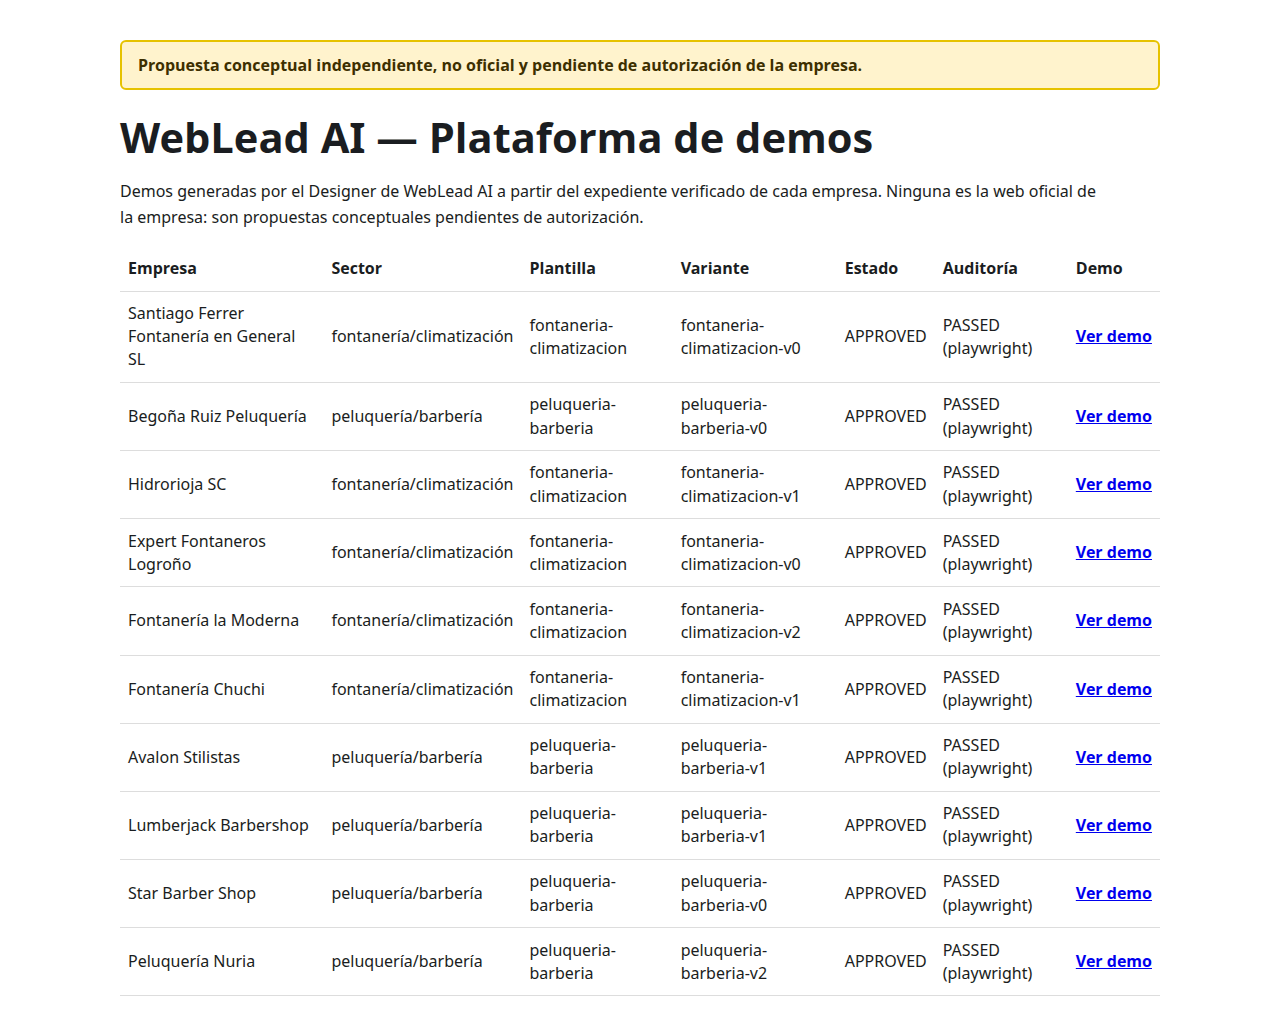 Propuesta conceptual independiente, no oficial y pendiente de autorización de la empresa.
WebLead AI — Plataforma de demos
Demos generadas por el Designer de WebLead AI a partir del expediente verificado de cada empresa. Ninguna es la web oficial de
la empresa: son propuestas conceptuales pendientes de autorización.
Empresa Sector Plantilla Variante Estado Auditoría Demo
Santiago Ferrer
Fontanería en General
SL
fontanería/climatización
fontaneria-
climatizacion
fontaneria-
climatizacion-v0
APPROVED
PASSED
(playwright)
Ver demo
Begoña Ruiz Peluquería
peluquería/barbería
peluqueria-
barberia
peluqueria-
barberia-v0
APPROVED
PASSED
(playwright)
Ver demo
Hidrorioja SC
fontanería/climatización
fontaneria-
climatizacion
fontaneria-
climatizacion-v1
APPROVED
PASSED
(playwright)
Ver demo
Expert Fontaneros
Logroño
fontanería/climatización
fontaneria-
climatizacion
fontaneria-
climatizacion-v0
APPROVED
PASSED
(playwright)
Ver demo
Fontanería la Moderna
fontanería/climatización
fontaneria-
climatizacion
fontaneria-
climatizacion-v2
APPROVED
PASSED
(playwright)
Ver demo
Fontanería Chuchi
fontanería/climatización
fontaneria-
climatizacion
fontaneria-
climatizacion-v1
APPROVED
PASSED
(playwright)
Ver demo
Avalon Stilistas
peluquería/barbería
peluqueria-
barberia
peluqueria-
barberia-v1
APPROVED
PASSED
(playwright)
Ver demo
Lumberjack Barbershop
peluquería/barbería
peluqueria-
barberia
peluqueria-
barberia-v1
APPROVED
PASSED
(playwright)
Ver demo
Star Barber Shop
peluquería/barbería
peluqueria-
barberia
peluqueria-
barberia-v0
APPROVED
PASSED
(playwright)
Ver demo
Peluquería Nuria
peluquería/barbería
peluqueria-
barberia
peluqueria-
barberia-v2
APPROVED
PASSED
(playwright)
Ver demo